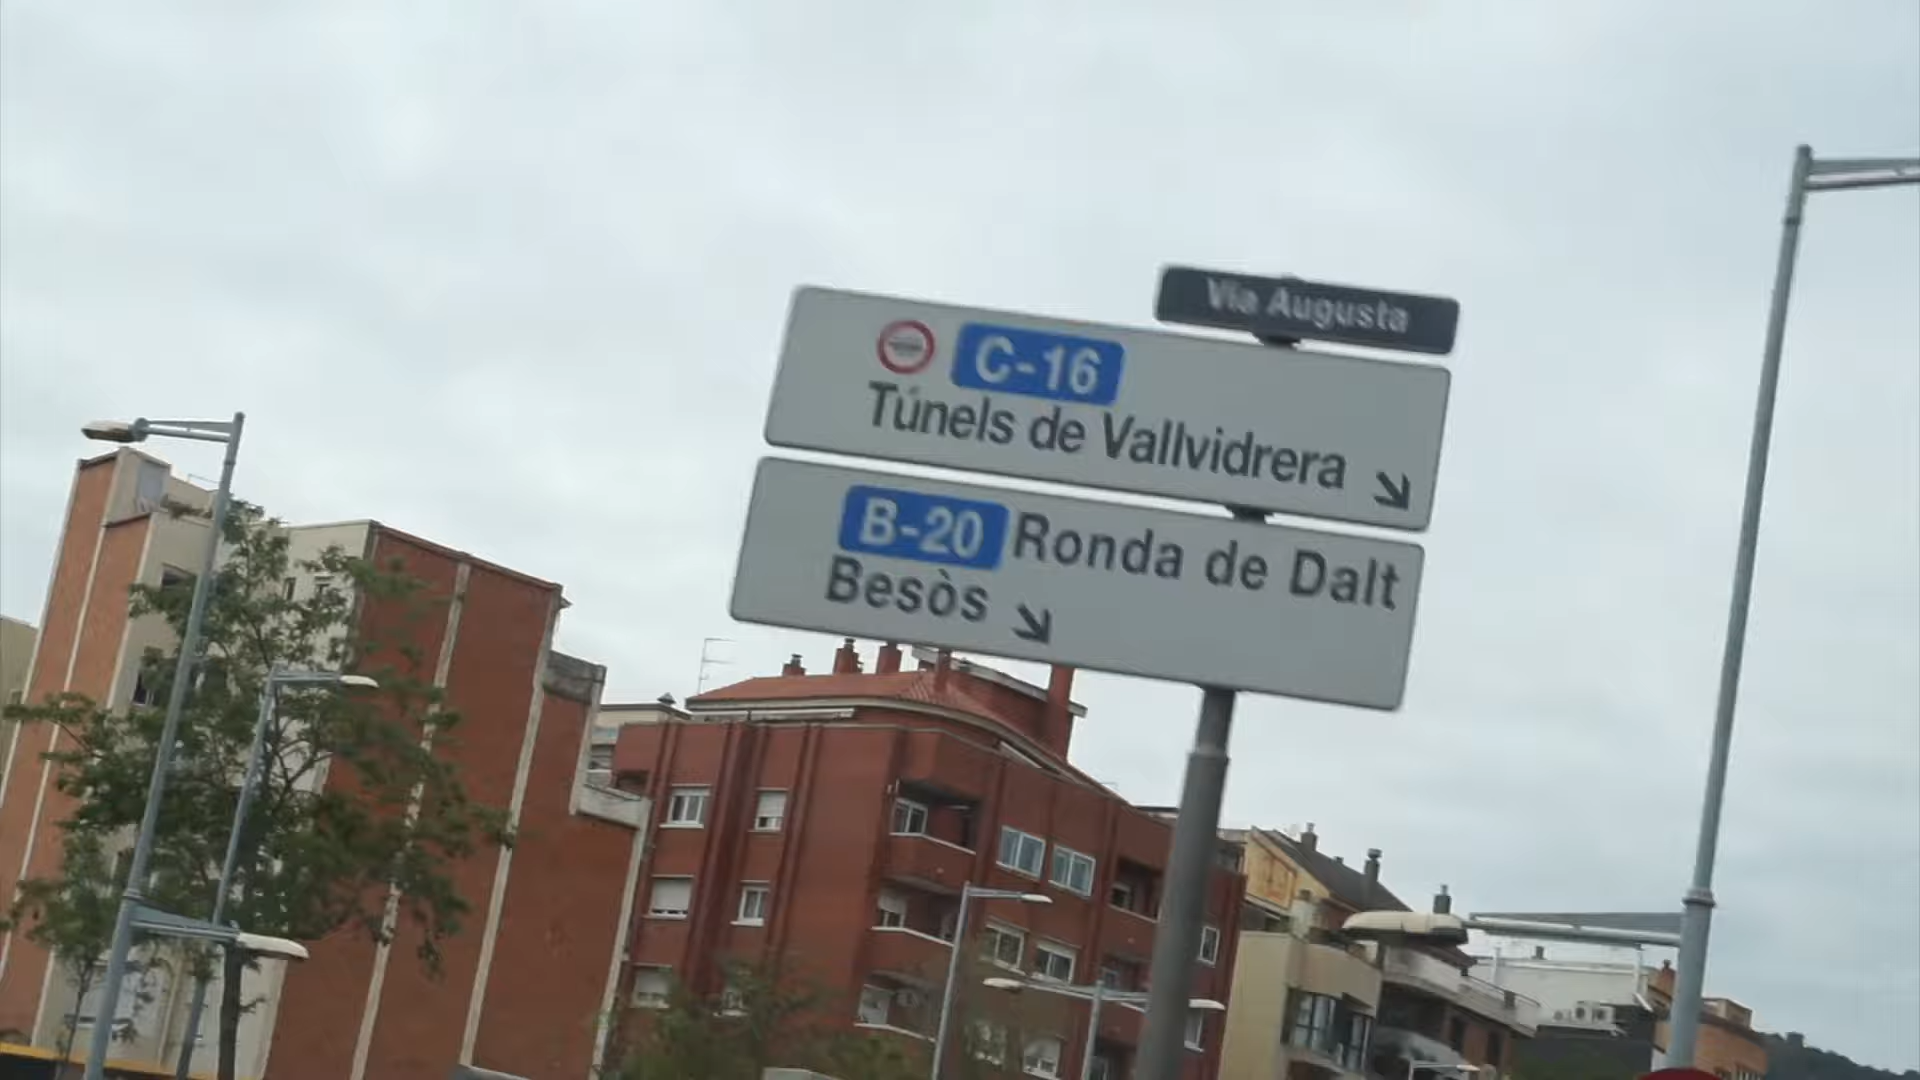 Via Augusta
C-16
Túnels de Vallvidrera
B-20 Ronda de Dalt
Besòs